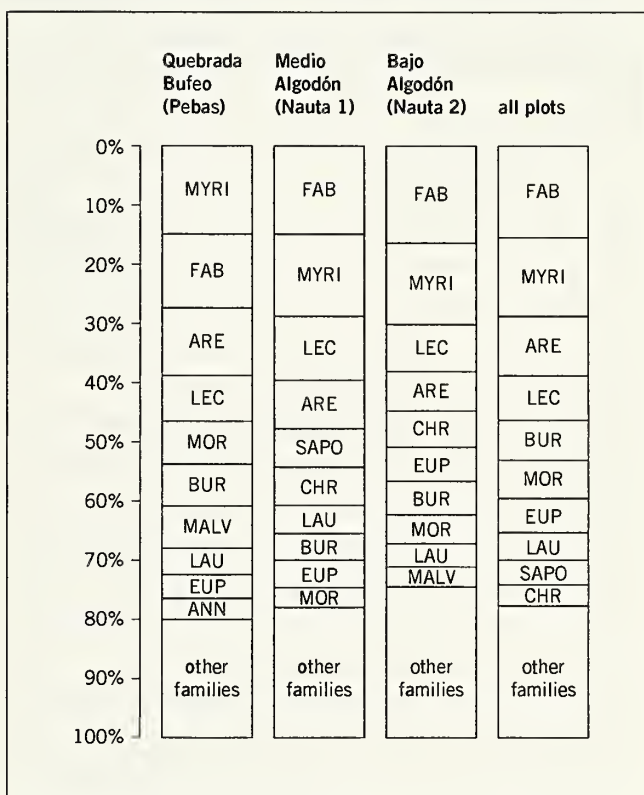 Quebrada
Bufeo
(Pebas)
Medio
Algodón
(Nauta 1)
Bajo
Algodón
(Nauta 2)
all plots
0%
10%
20%
30%
40%
50%
60%
70%
80%
90%
100%
MYRI
FAB
ARE
LEC
MOR
BUR
MALV
LAU
EUP
ANN
other
families
FAB
MYRI
LEC
ARE
SAPO
CHR
LAU
BUR
EUP
MOR
other
families
FAB
MYRI
LEC
ARE
CHR
EUP
BUR
MOR
LAU
MALV
other
families
FAB
MYRI
ARE
LEC
BUR
MOR
EUP
LAU
SAPO
CHR
other
families